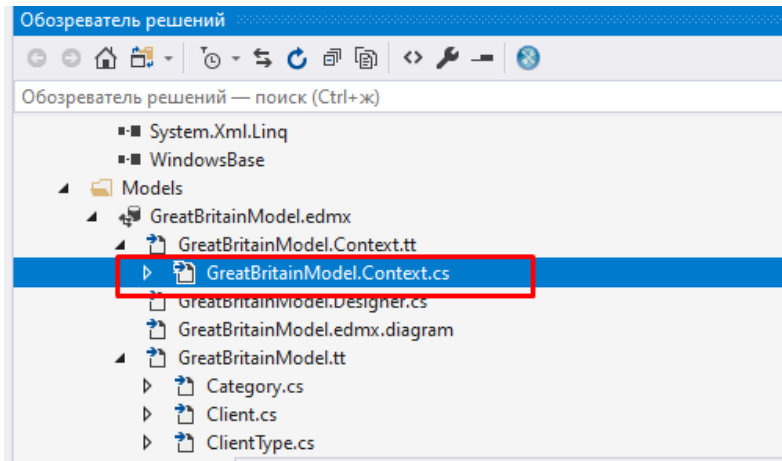 Обозреватель решений
Обозреватель решений — поиск (Ctrl+ж)
System.Xml.Linq
WindowsBase
Models
GreatBritainModel.edmx
GreatBritainModel.Context.tt
GreatBritainModel.Context.cs
GreatBritainModel.Designer.cs
GreatBritainModel.edmx.diagram
GreatBritainModel.tt
Category.cs
Client.cs
ClientType.cs